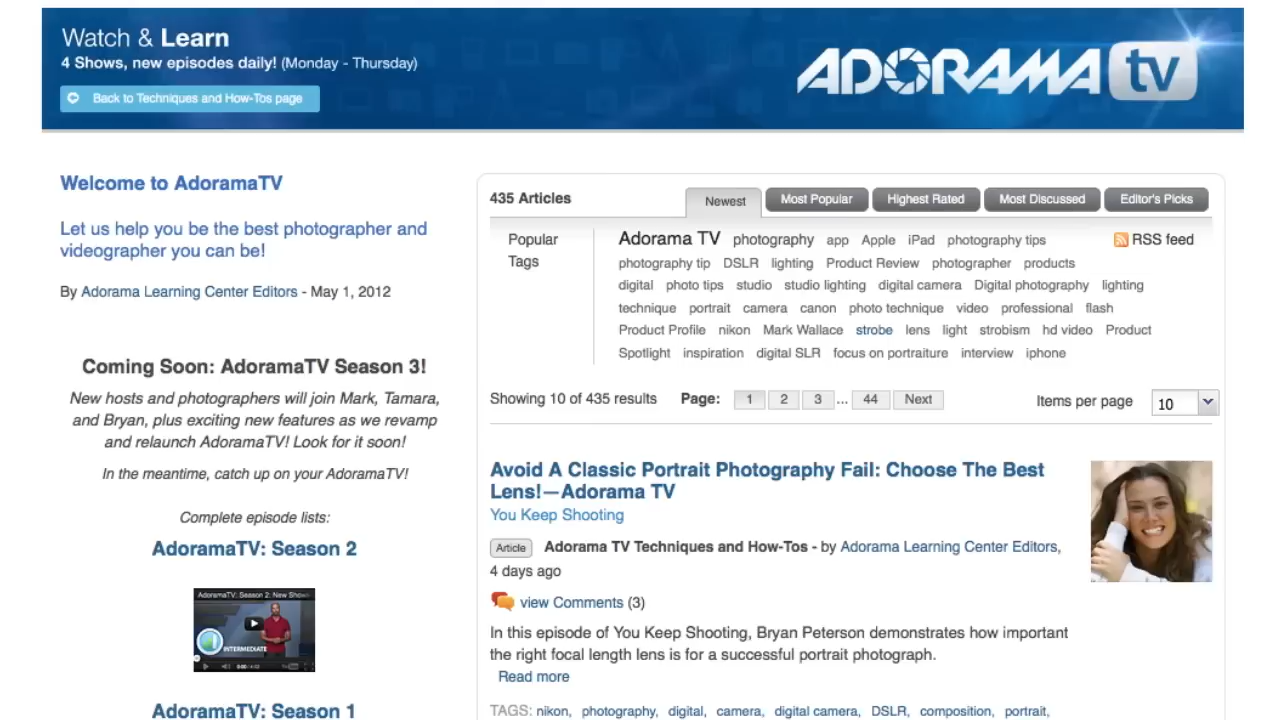 Watch & Learn
4 Shows, new episodes daily! (Monday - Thursday)
Back to Techniques and How-Tos page
ADORAMA tv
Welcome to AdoramaTV
Let us help you be the best photographer and
videographer you can be!
By Adorama Learning Center Editors - May 1, 2012
Coming Soon: AdoramaTV Season 3!
New hosts and photographers will join Mark, Tamara,
and Bryan, plus exciting new features as we revamp
and relaunch AdoramaTV! Look for it soon!
In the meantime, catch up on your AdoramaTV!
Complete episode lists:
AdoramaTV: Season 2
AdoramaTV: Season 2: New Show
INTERMEDIATE
AdoramaTV: Season 1
435 Articles
Newest
Most Popular
Highest Rated
Most Discussed
Editor's Picks
Popular
Tags
Adorama TV photography app Apple iPad photography tips
RSS feed
photography tip DSLR lighting Product Review photographer products
digital photo tips studio studio lighting digital camera Digital photography lighting
technique portrait camera canon photo technique video professional flash
Product Profile nikon Mark Wallace strobe lens light strobism hd video Product
Spotlight inspiration digital SLR focus on portraiture interview iphone
Showing 10 of 435 results Page: 1 2 3 ... 44 Next
Items per page 10
Avoid A Classic Portrait Photography Fail: Choose The Best
Lens!—Adorama TV
You Keep Shooting
Article Adorama TV Techniques and How-Tos - by Adorama Learning Center Editors,
4 days ago
view Comments (3)
In this episode of You Keep Shooting, Bryan Peterson demonstrates how important
the right focal length lens is for a successful portrait photograph.
Read more
TAGS: nikon, photography, digital, camera, digital camera, DSLR, composition, portrait,